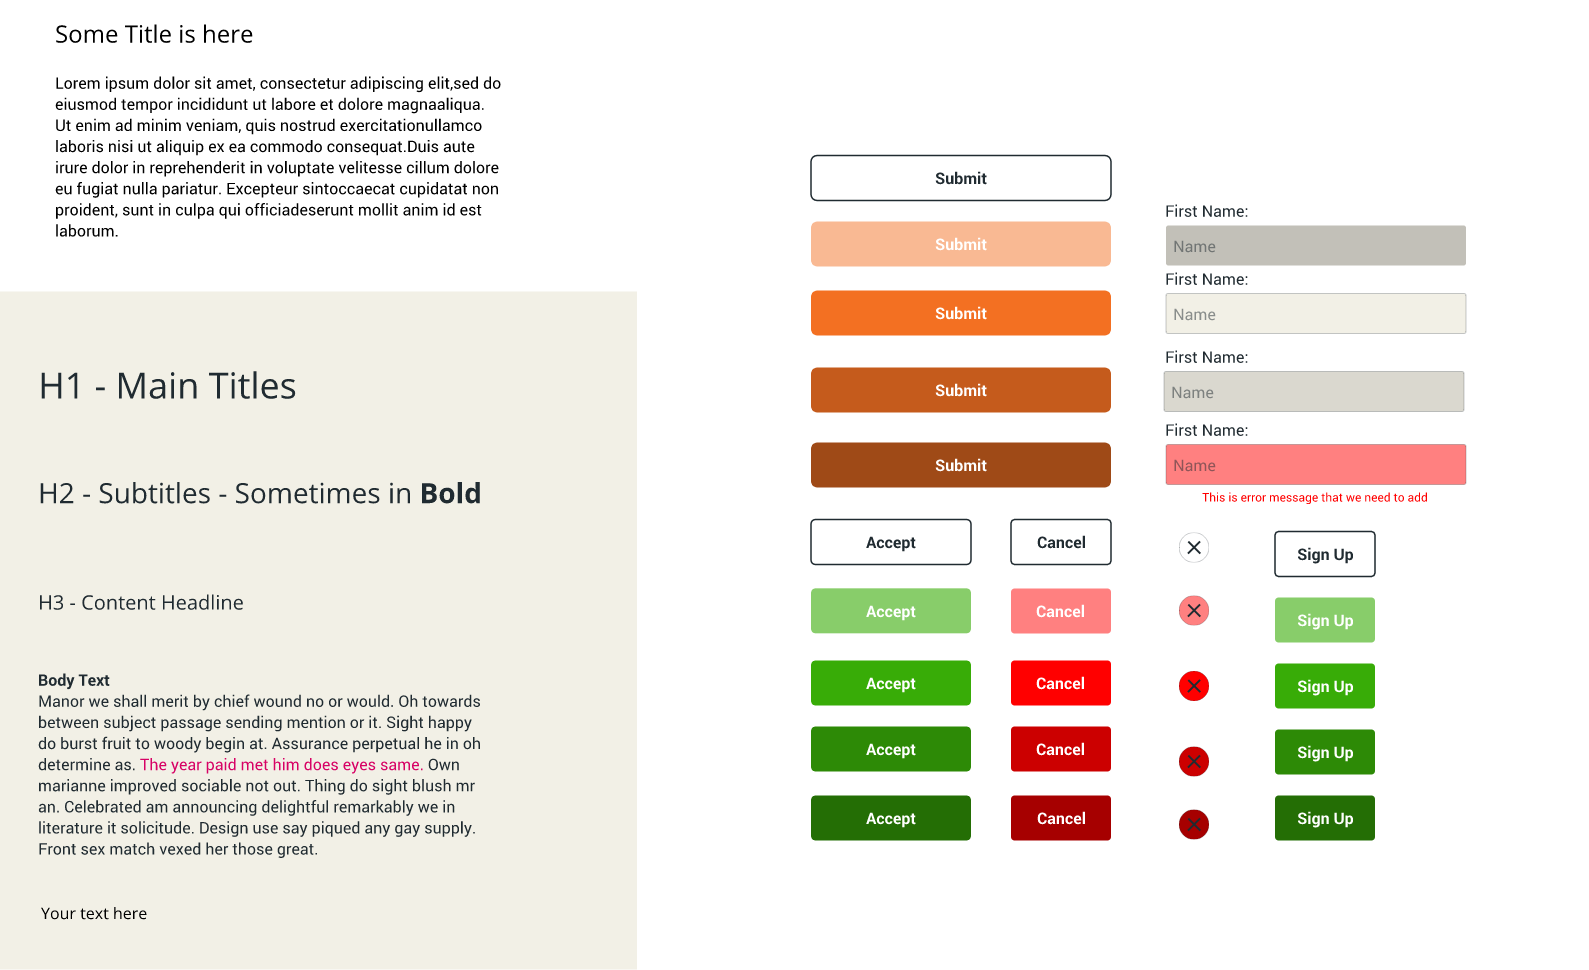 Some Title is here
Lorem ipsum dolor sit amet, consectetur adipiscing elit,sed do
eiusmod tempor incididunt ut labore et dolore magnaaliqua.
Ut enim ad minim veniam, quis nostrud exercitationullamco
laboris nisi ut aliquip ex ea commodo consequat.Duis aute
irure dolor in reprehenderit in voluptate velitesse cillum dolore
eu fugiat nulla pariatur. Excepteur sintoccaecat cupidatat non
proident, sunt in culpa qui officiadeserunt mollit anim id est
laborum.
H1 - Main Titles
H2 - Subtitles - Sometimes in Bold
H3 - Content Headline
Body Text
Manor we shall merit by chief wound no or would. Oh towards
between subject passage sending mention or it. Sight happy
do burst fruit to woody begin at. Assurance perpetual he in oh
determine as. The year paid met him does eyes same. Own
marianne improved sociable not out. Thing do sight blush mr
an. Celebrated am announcing delightful remarkably we in
literature it solicitude. Design use say piqued any gay supply.
Front sex match vexed her those great.
Your text here
Submit
Submit
Submit
Submit
Submit
First Name:
Name
First Name:
Name
First Name:
Name
First Name:
Name
This is error message that we need to add
Accept
Cancel
Sign Up
Accept
Cancel
Sign Up
Accept
Cancel
Sign Up
Accept
Cancel
Sign Up
Accept
Cancel
Sign Up